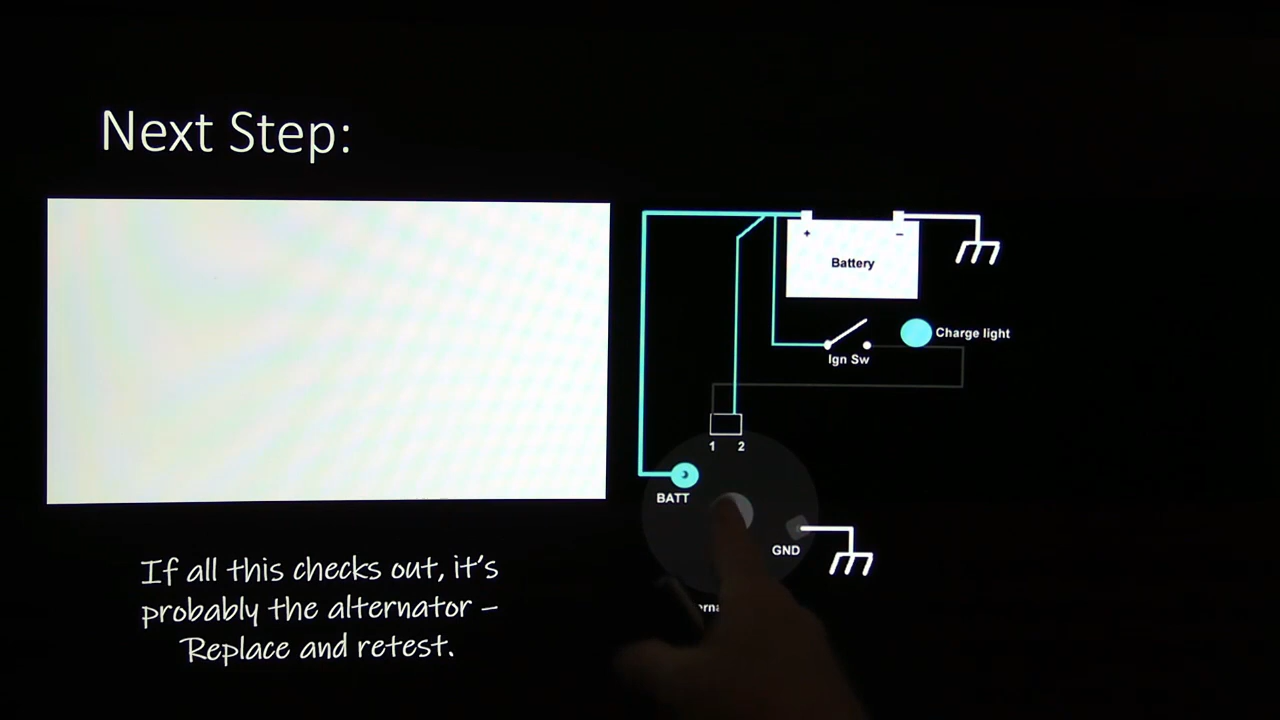 Next Step:
+ –
Battery
Charge light
Ign Sw
1 2
BATT
GND
If all this checks out, it's
probably the alternator –
Replace and retest.